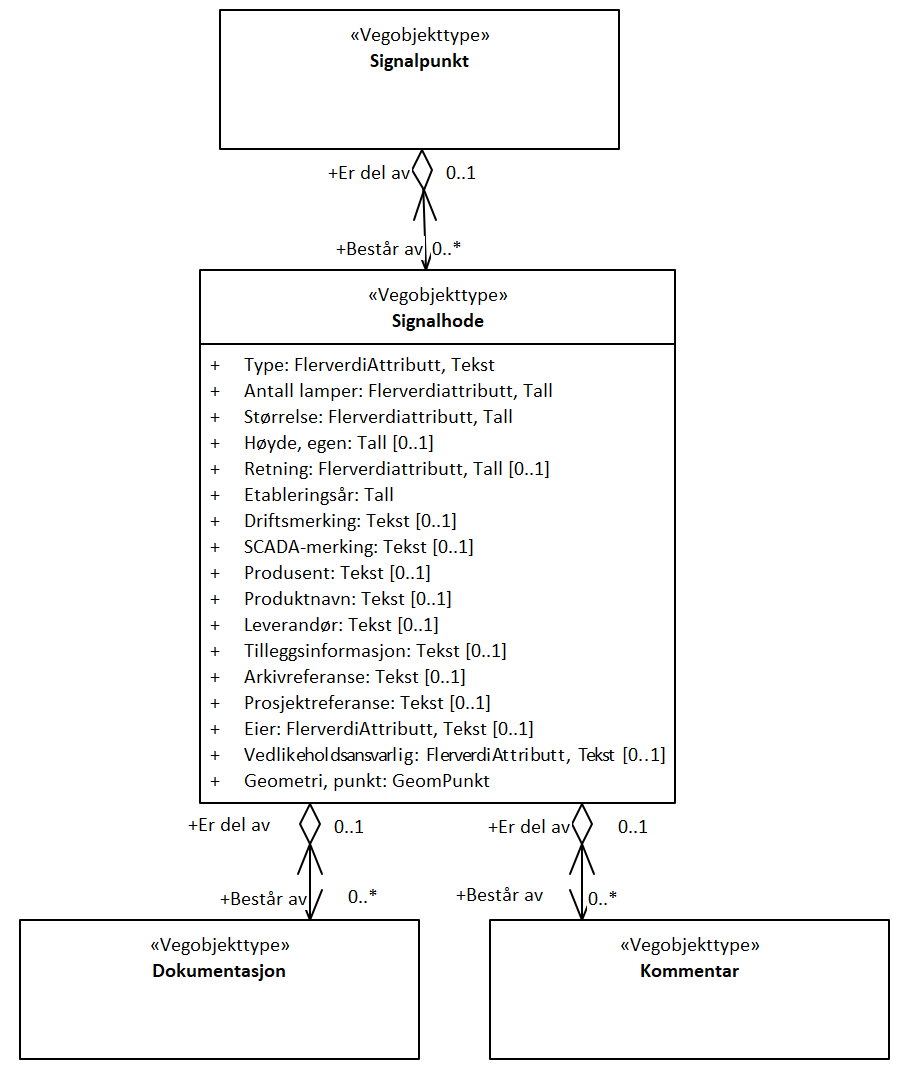 «Vegobjekttype»
Signalpunkt
+Er del av 0..1
+Består av 0..*
«Vegobjekttype»
Signalhode
+ Type: FlerverdiAttributt, Tekst
+ Antall lamper: Flerverdiattributt, Tall
+ Størrelse: Flerverdiattributt, Tall
+ Høyde, egen: Tall [0..1]
+ Retning: Flerverdiattributt, Tall [0..1]
+ Etableringsår: Tall
+ Driftsmerking: Tekst [0..1]
+ SCADA-merking: Tekst [0..1]
+ Produsent: Tekst [0..1]
+ Produktnavn: Tekst [0..1]
+ Leverandør: Tekst [0..1]
+ Tilleggsinformasjon: Tekst [0..1]
+ Arkivreferanse: Tekst [0..1]
+ Prosjektreferanse: Tekst [0..1]
+ Eier: FlerverdiAttributt, Tekst [0..1]
+ Vedlikeholdsansvarlig: FlerverdiAttributt, Tekst [0..1]
+ Geometri, punkt: GeomPunkt
+Er del av 0..1
+Består av 0..*
«Vegobjekttype»
Dokumentasjon
+Er del av 0..1
+Består av 0..*
«Vegobjekttype»
Kommentar